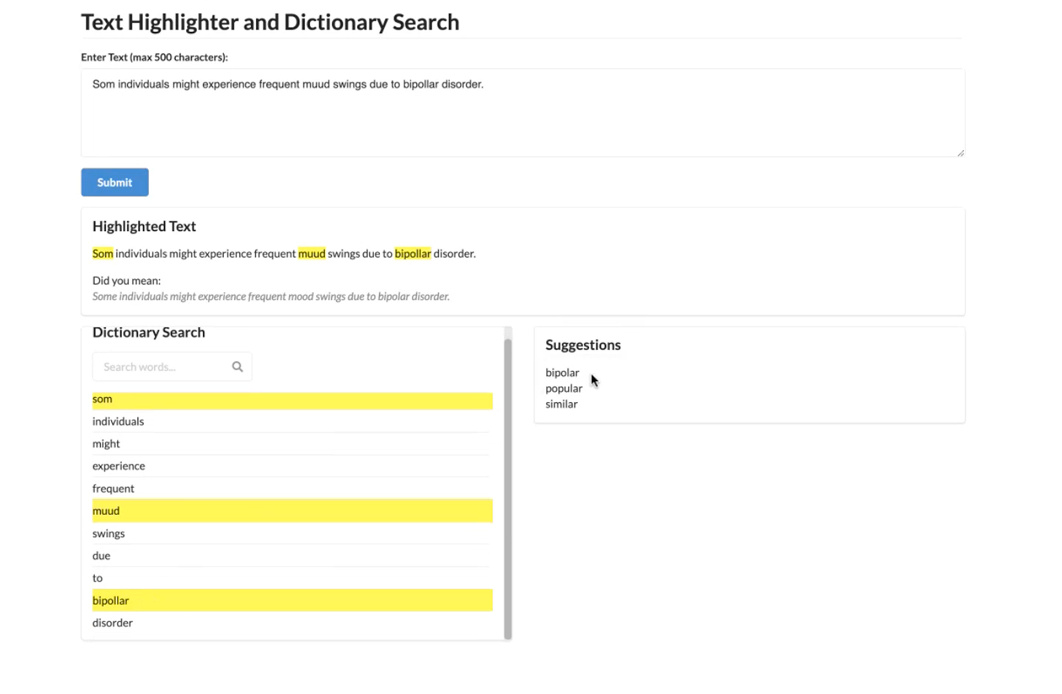 Text Highlighter and Dictionary Search
Enter Text (max 500 characters):
Som individuals might experience frequent muud swings due to bipollar disorder.
Submit
Highlighted Text
Som individuals might experience frequent muud swings due to bipollar disorder.
Did you mean:
Some individuals might experience frequent mood swings due to bipolar disorder.
Dictionary Search
Search words...
som
individuals
might
experience
frequent
muud
swings
due
to
bipollar
disorder
Suggestions
bipolar
popular
similar